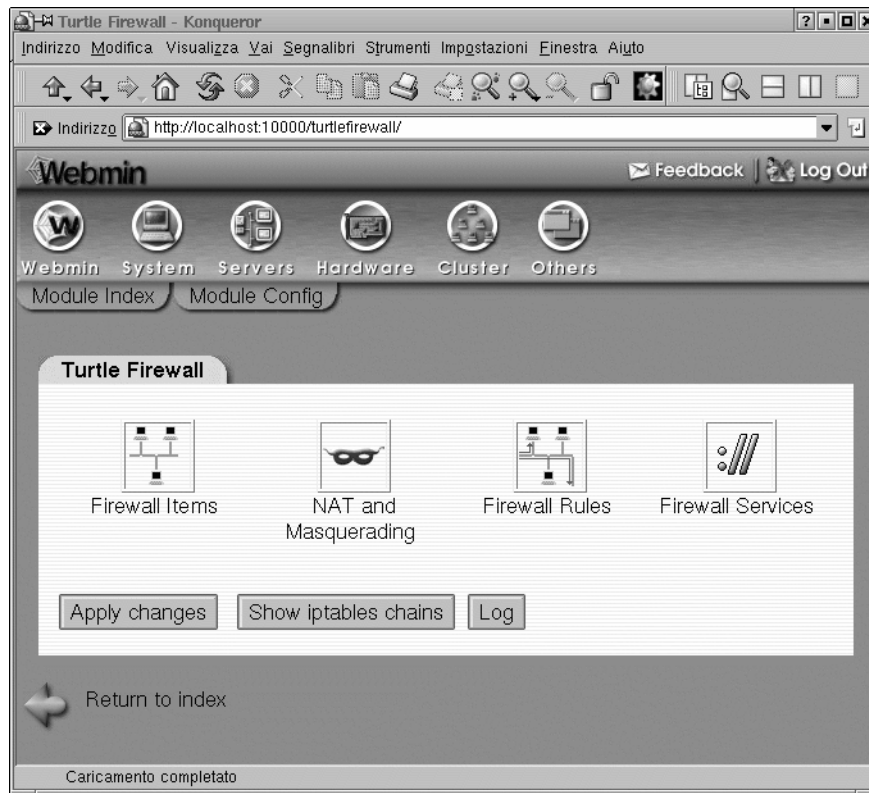 Turtle Firewall - Konqueror
Indirizzo Modifica Visualizza Vai Segnalibri Strumenti Impostazioni Finestra Aiuto
Indirizzo http://localhost:10000/turtlefirewall/
Webmin Feedback Log Out
Webmin System Servers Hardware Cluster Others
Module Index Module Config
Turtle Firewall
Firewall Items NAT and Masquerading Firewall Rules Firewall Services
Apply changes Show iptables chains Log
Return to index
Caricamento completato